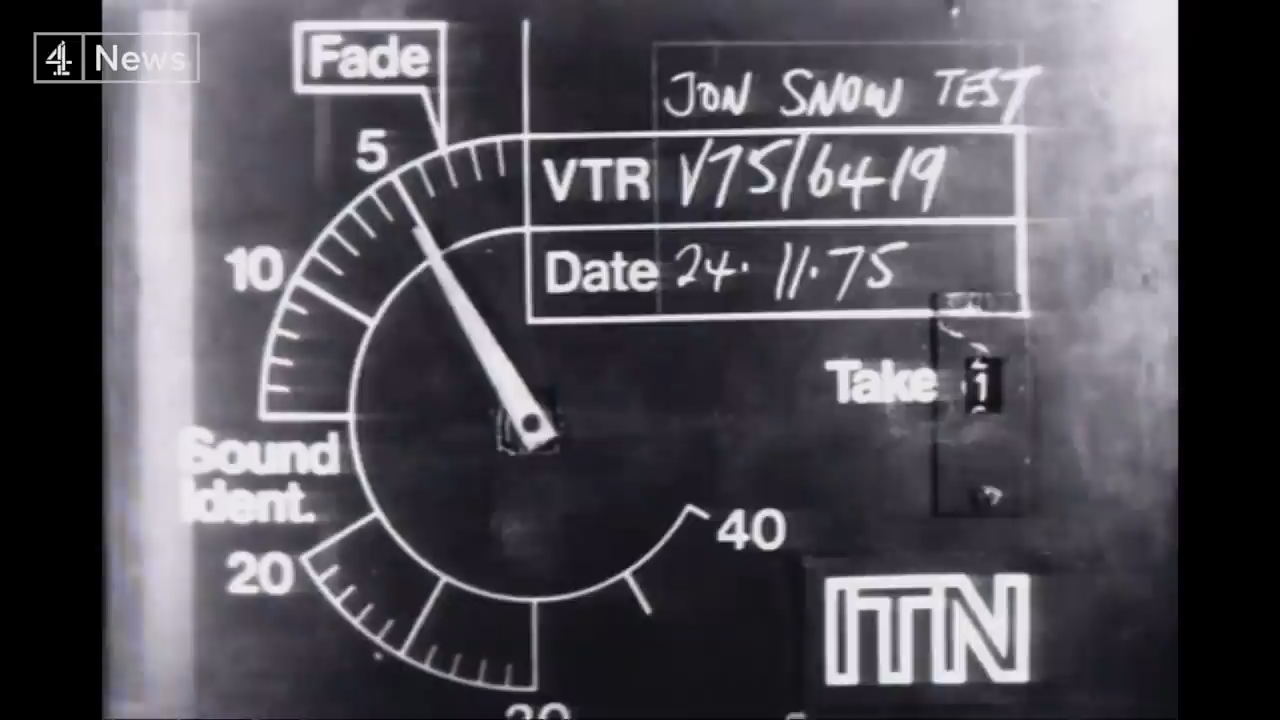 4 News
Fade
JON SNOW TEST
5
VTR V75/6419
10
Date 24.11.75
Take 1
Sound
Ident.
40
20
ITN
30